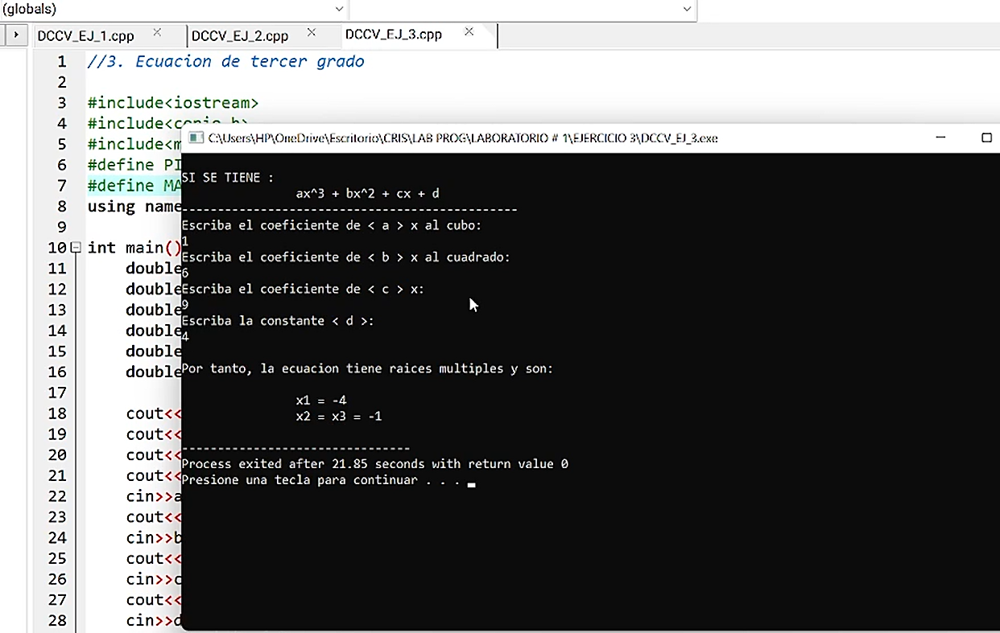 (globals)
DCCV_EJ_1.cpp
DCCV_EJ_2.cpp
DCCV_EJ_3.cpp
1 //3. Ecuacion de tercer grado
2
3 #include<iostream>
4 #include<conio.h>
5 #include<m
6 #define PI
7 #define MA
8 using name
9
10 int main()
11 double
12 double
13 double
14 double
15 double
16 double
17
18 cout<<
19 cout<<
20 cout<<
21 cout<<
22 cin>>a
23 cout<<
24 cin>>b
25 cout<<
26 cin>>c
27 cout<<
28 cin>>d
C:\Users\HP\OneDrive\Escritorio\CRIS\LAB PROG\LABORATORIO # 1\EJERCICIO 3\DCCV_EJ_3.exe
SI SE TIENE :
ax^3 + bx^2 + cx + d
-----------------------------------------------
Escriba el coeficiente de < a > x al cubo:
1
Escriba el coeficiente de < b > x al cuadrado:
6
Escriba el coeficiente de < c > x:
9
Escriba la constante < d >:
4
Por tanto, la ecuacion tiene raices multiples y son:
x1 = -4
x2 = x3 = -1
--------------------------------
Process exited after 21.85 seconds with return value 0
Presione una tecla para continuar . . .